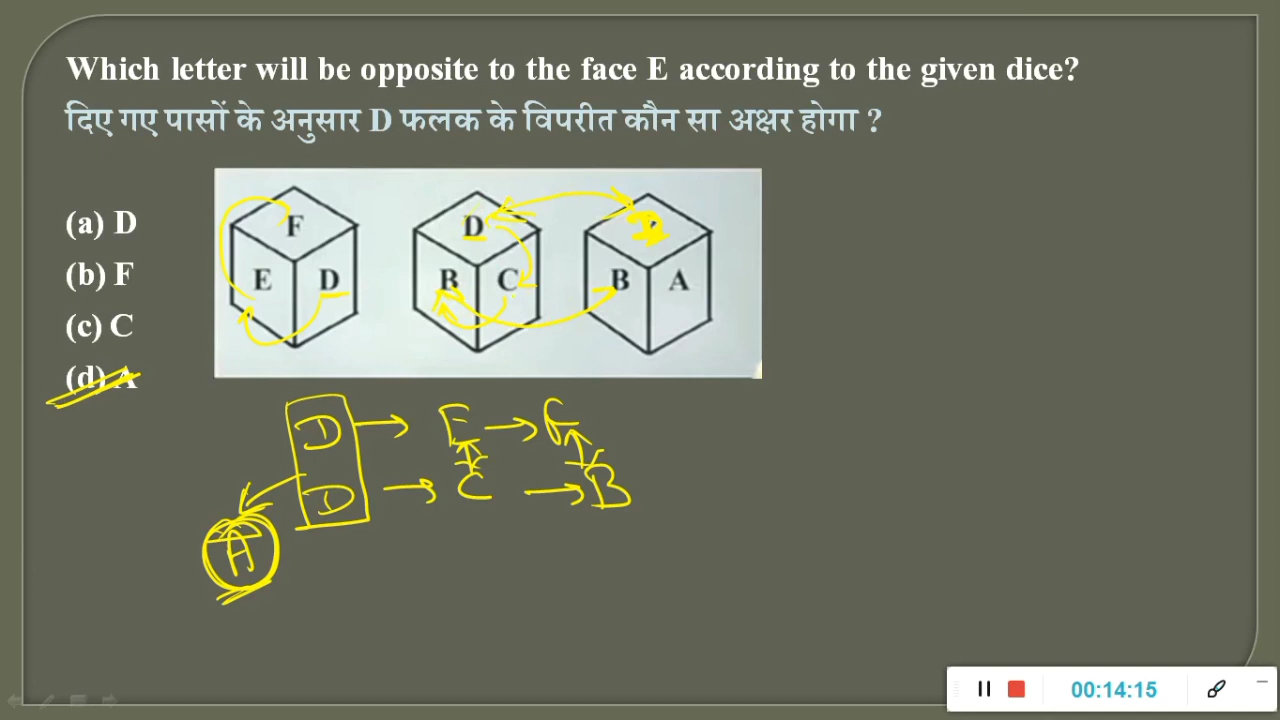 Which letter will be opposite to the face E according to the given dice?
दिए गए पासों के अनुसार D फलक के विपरीत कौन सा अक्षर होगा ?
(a) D
(b) F
(c) C
(d) A
F
E D
D
B C
B A
D → E → F
D → C → B
A
00:14:15